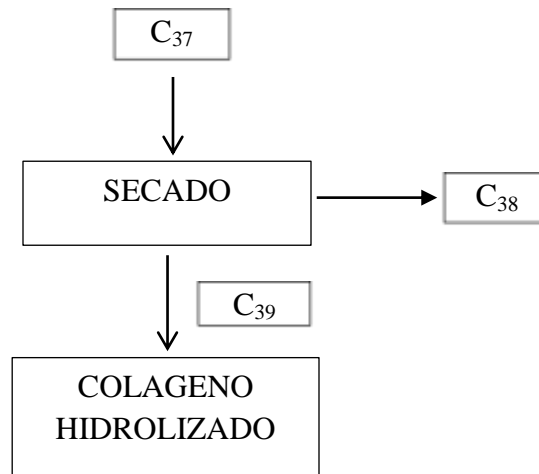 C₃₇
SECADO
C₃₈
C₃₉
COLAGENO
HIDROLIZADO